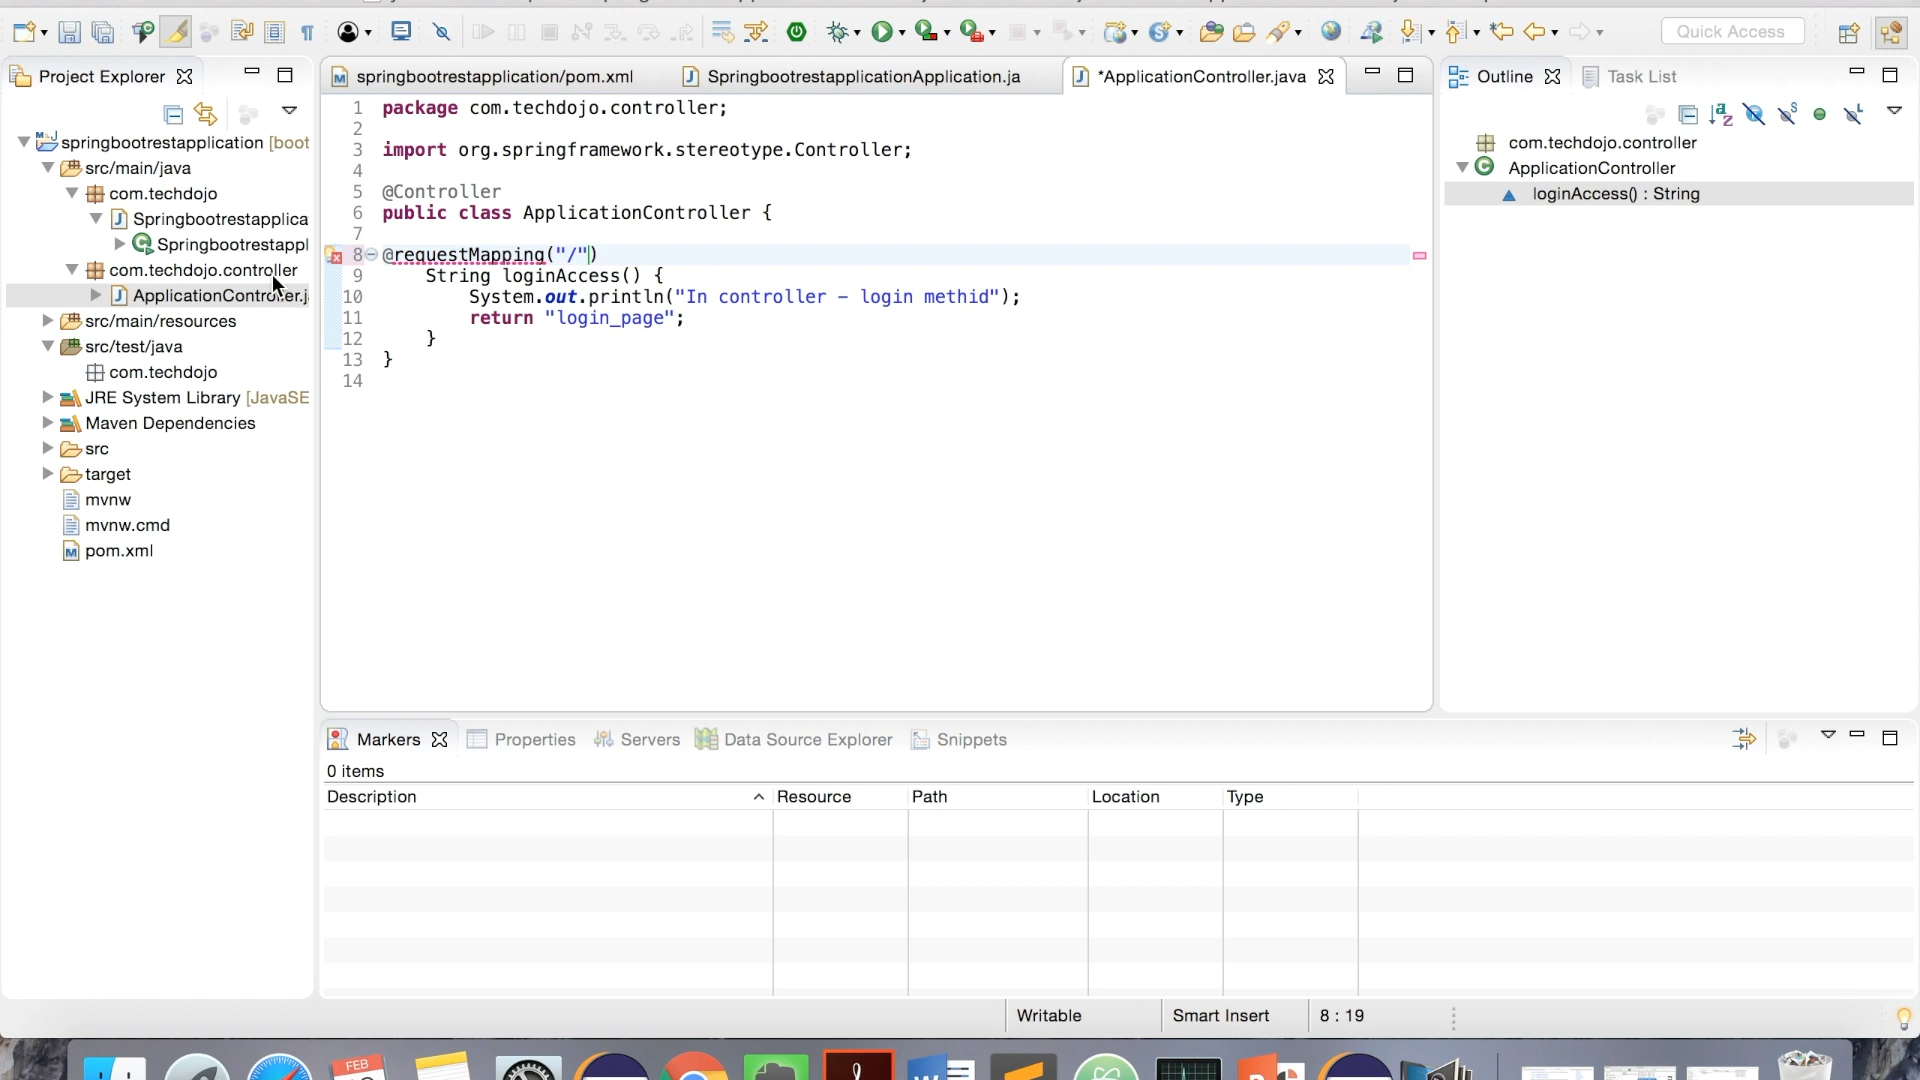 Quick Access
Project Explorer
springbootrestapplication [boot
src/main/java
com.techdojo
Springbootrestapplica
Springbootrestappl
com.techdojo.controller
ApplicationController.j
src/main/resources
src/test/java
com.techdojo
JRE System Library [JavaSE
Maven Dependencies
src
target
mvnw
mvnw.cmd
pom.xml
springbootrestapplication/pom.xml
SpringbootrestapplicationApplication.ja
*ApplicationController.java
1 package com.techdojo.controller;
2
3 import org.springframework.stereotype.Controller;
4
5 @Controller
6 public class ApplicationController {
7
8 @requestMapping("/")
9 String loginAccess() {
10 System.out.println("In controller – login methid");
11 return "login_page";
12 }
13 }
14
Outline
Task List
com.techdojo.controller
ApplicationController
loginAccess() : String
Markers
Properties
Servers
Data Source Explorer
Snippets
0 items
Description Resource Path Location Type
Writable Smart Insert 8 : 19
FEB